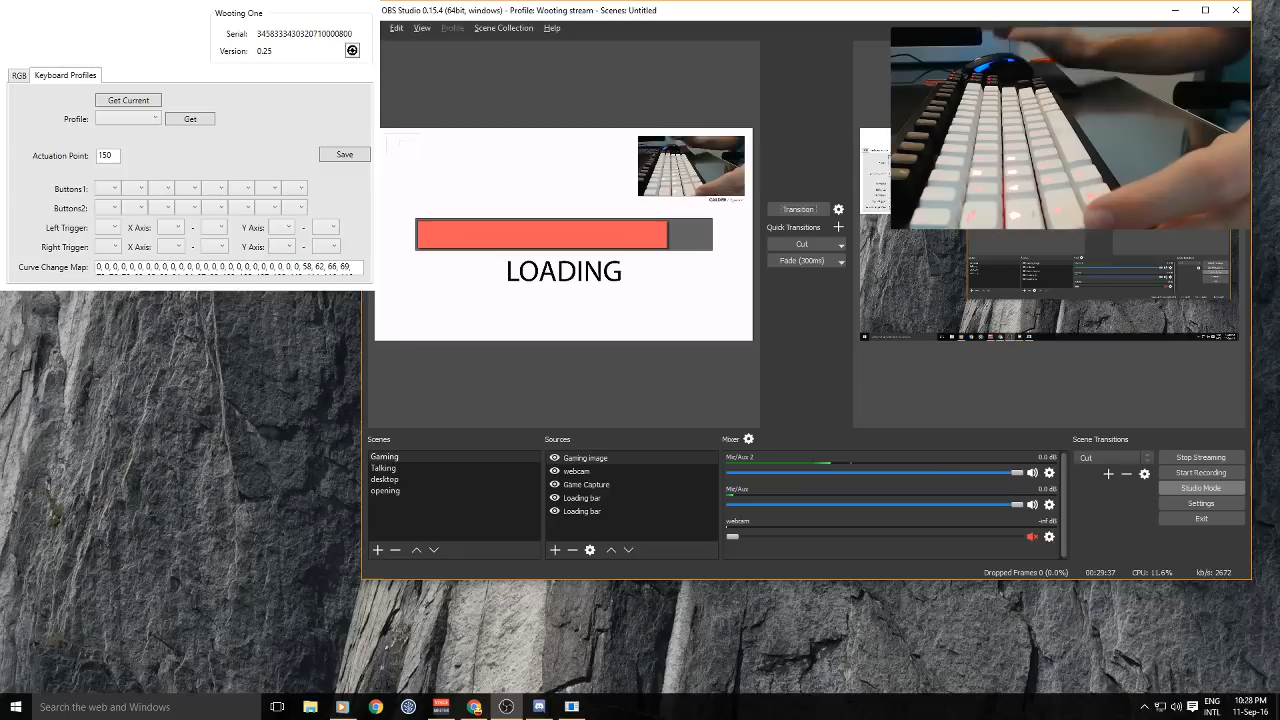 Wooting One
Serial: 3458333430320710000800
Version: 0.25
RGB Keyboard Profiles
Get Current
Profile: Get
Actuation Point: 150 Save
Buttons1:
Buttons2:
Left Trigger: - X Axis: - Y Axis: -
Right Trigger: - X Axis: - Y Axis: -
Curve Change Map: 0, 0, 0, 0, 0, 0, 0, 0, 0, 0, 0, 0, 0, 0, 0, 0, 0, 0, 0, 0, 0, 0, 0, 0, 58, 62, 66, 69,
OBS Studio 0.15.4 (64bit, windows) - Profile: Wooting stream - Scenes: Untitled
Edit View Profile Scene Collection Help
CALDER
LOADING
Transition
Quick Transitions
Cut
Fade (300ms)
Scenes
Gaming
Talking
desktop
opening
Sources
Gaming image
webcam
Game Capture
Loading bar
Loading bar
Mixer
Mic/Aux 2 0.0 dB
Mic/Aux 0.0 dB
webcam -inf dB
Scene Transitions
Cut
Stop Streaming
Start Recording
Studio Mode
Settings
Exit
Dropped Frames 0 (0.0%) 00:29:37 CPU: 11.6% kb/s: 2672
Search the web and Windows
ENG
INTL
10:28 PM
11-Sep-16